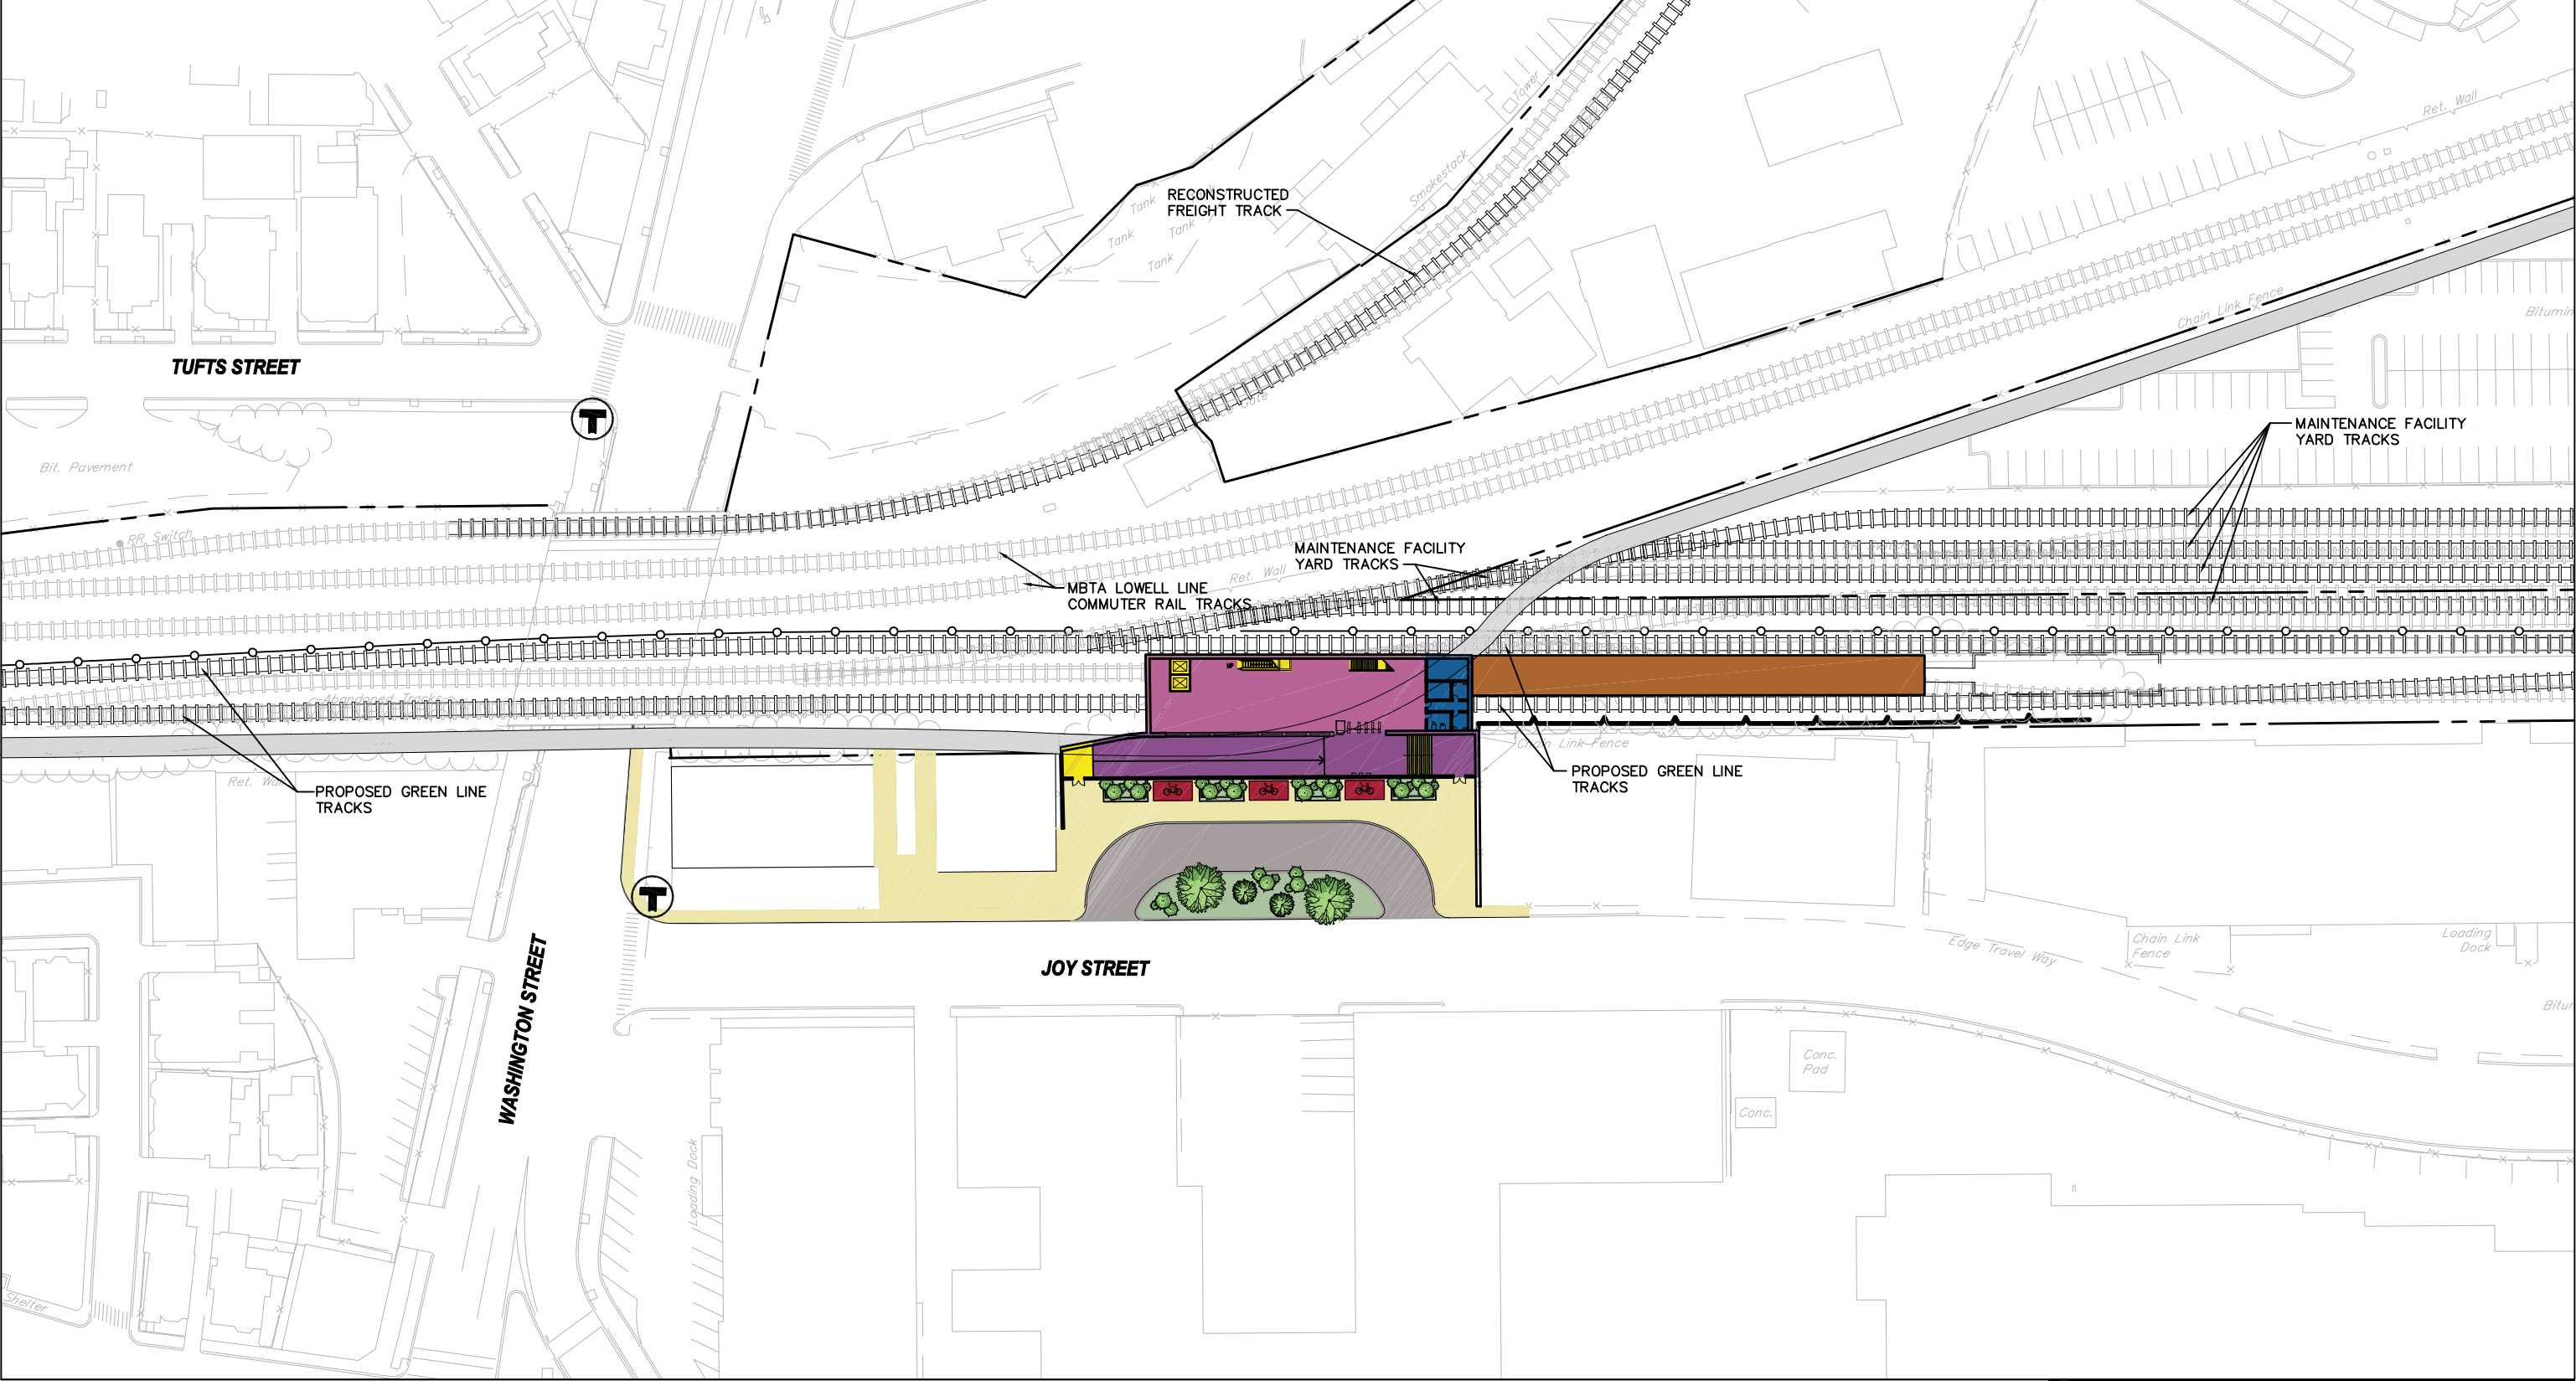 Ret. Wall
Tower
Smokestack
RECONSTRUCTED
FREIGHT TRACK
Tank
Tank
Tank
Tank
Chain Link Fence
TUFTS STREET
T
MAINTENANCE FACILITY
YARD TRACKS
Bit. Pavement
RR Switch
MAINTENANCE FACILITY
YARD TRACKS
Ret. Wall
MBTA LOWELL LINE
COMMUTER RAIL TRACKS
UP
Abandoned Tracks
Chain Link Fence
PROPOSED GREEN LINE
TRACKS
PROPOSED GREEN LINE
TRACKS
T
JOY STREET
WASHINGTON STREET
Edge Travel Way
Chain Link
Fence
Loading
Dock
Conc.
Pad
Conc.
Loading Dock
Shelter